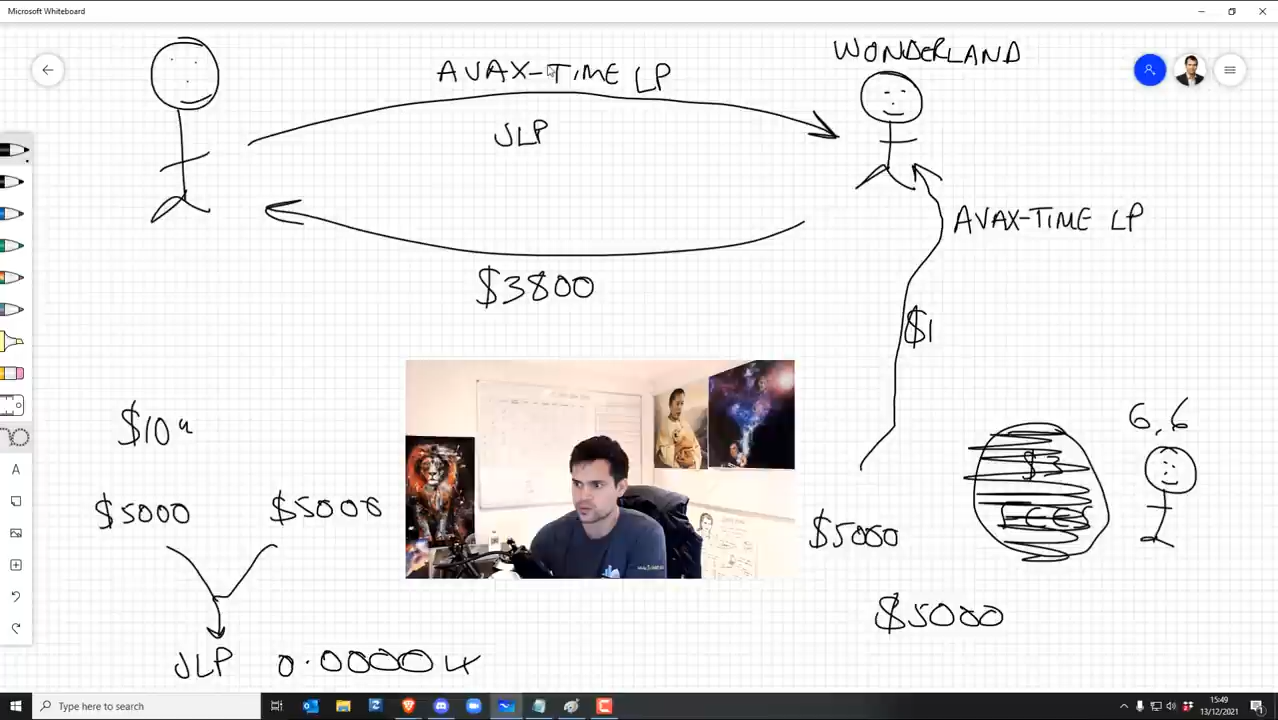 Microsoft Whiteboard
WONDERLAND
AVAX-TIME LP
JLP
AVAX-TIME LP
$3800
$1
6,6
$10
$3
$5000 $5000
$5000
$5000
JLP 0.00004
A
Type here to search
15:49
13/12/2021